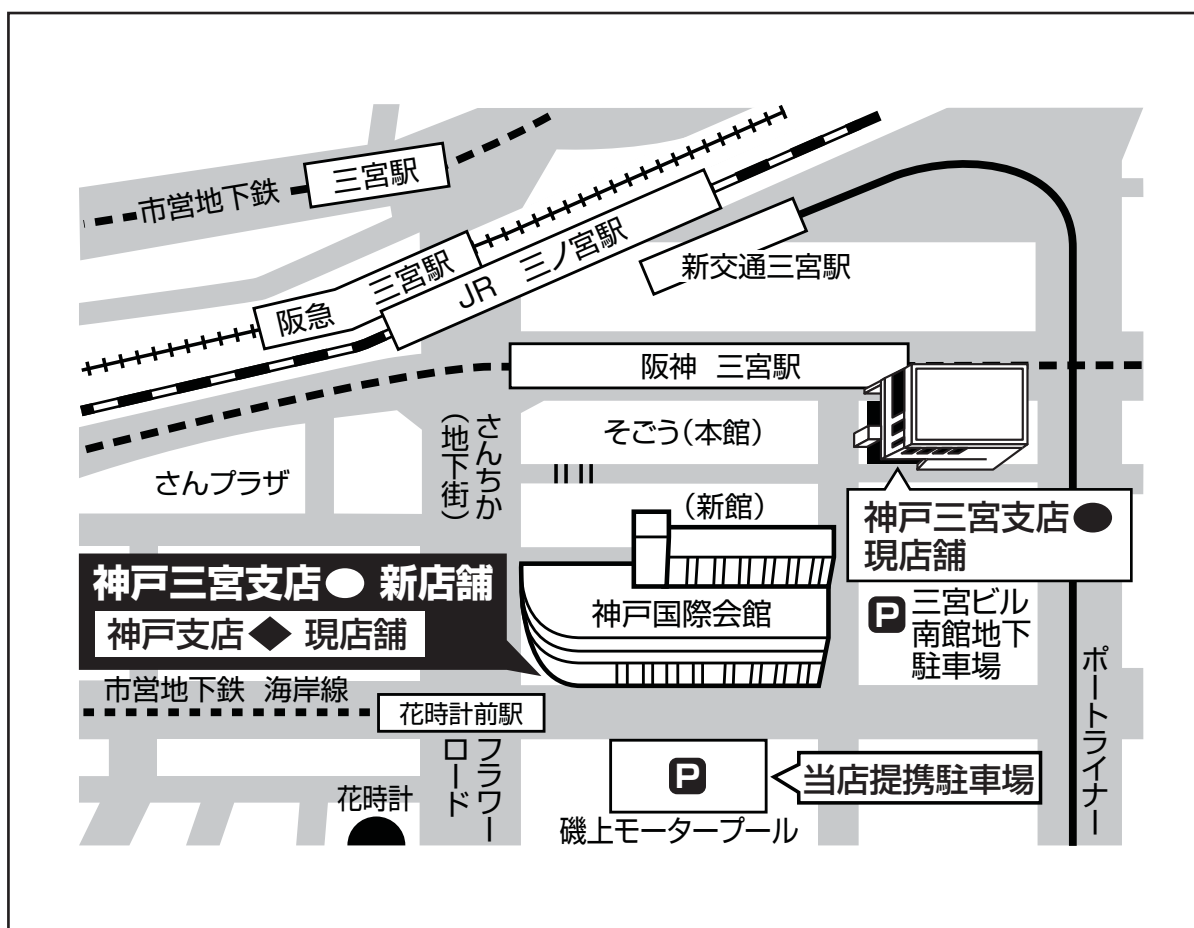 三宮駅
市営地下鉄
阪急 三宮駅
JR 三ノ宮駅
新交通三宮駅
阪神 三宮駅
さんちか
(地下街)
そごう(本館)
さんプラザ
(新館)
神戸三宮支店●
現店舗
神戸三宮支店● 新店舗
神戸支店◆ 現店舗
神戸国際会館
P
三宮ビル
南館地下
駐車場
市営地下鉄 海岸線
花時計前駅
ポートライナー
フラワー
ロード
P
当店提携駐車場
花時計
磯上モータープール